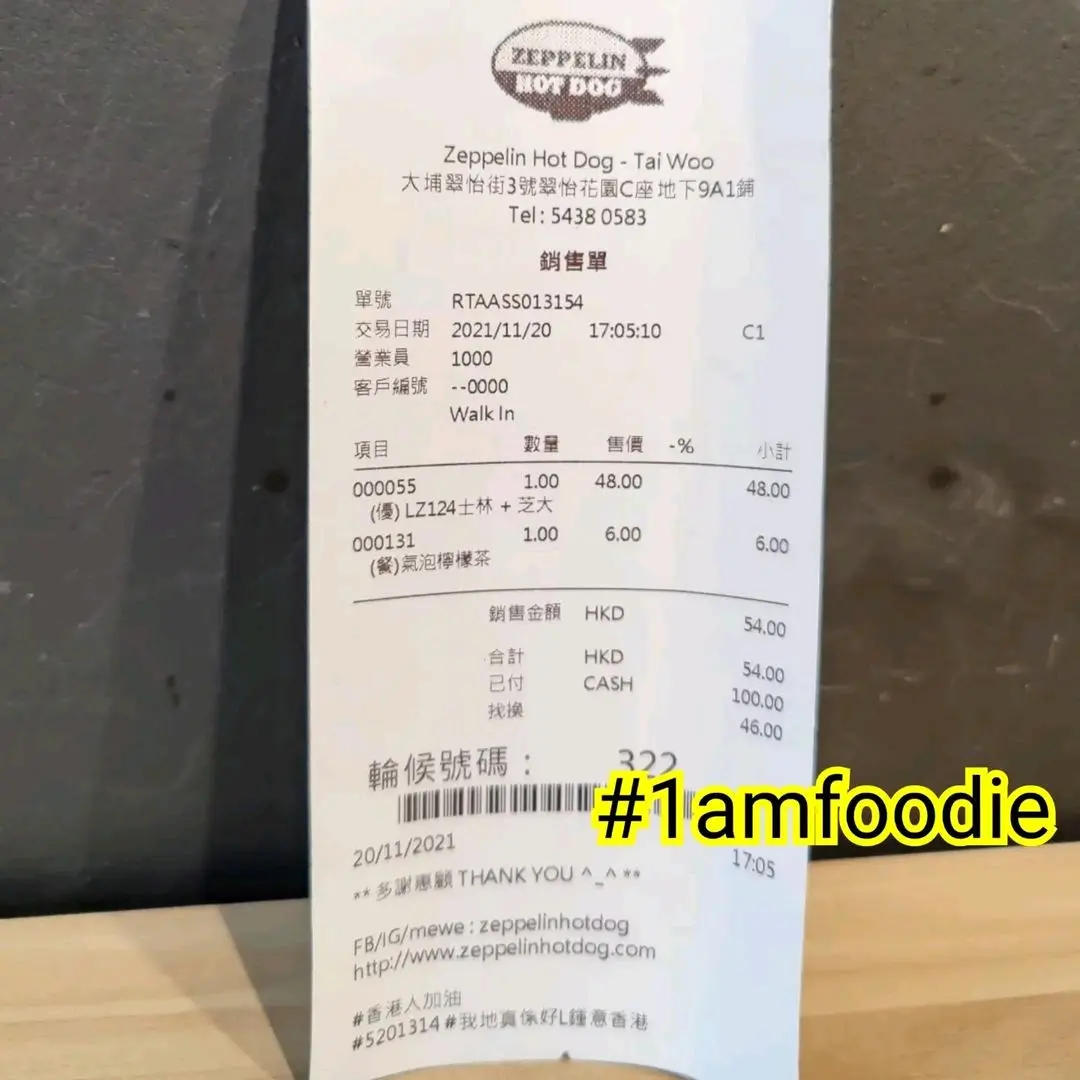 ZEPPELIN
HOT DOG
Zeppelin Hot Dog - Tai Woo
大埔翠怡街3號翠怡花園C座地下9A1鋪
Tel : 5438 0583
銷售單
單號 RTAASS013154
交易日期 2021/11/20 17:05:10 C1
營業員 1000
客戶編號 --0000
Walk In
項目 數量 售價 -% 小計
000055 1.00 48.00 48.00
(優) LZ124士林 + 芝大
000131 1.00 6.00 6.00
(餐)氣泡檸檬茶
銷售金額 HKD 54.00
合計 HKD 54.00
已付 CASH 100.00
找換 46.00
輪候號碼 : 322
#1amfoodie
20/11/2021 17:05
** 多謝惠顧 THANK YOU ^_^ **
FB/IG/mewe : zeppelinhotdog
http://www.zeppelinhotdog.com
#香港人加油
#5201314 #我地真係好L鍾意香港